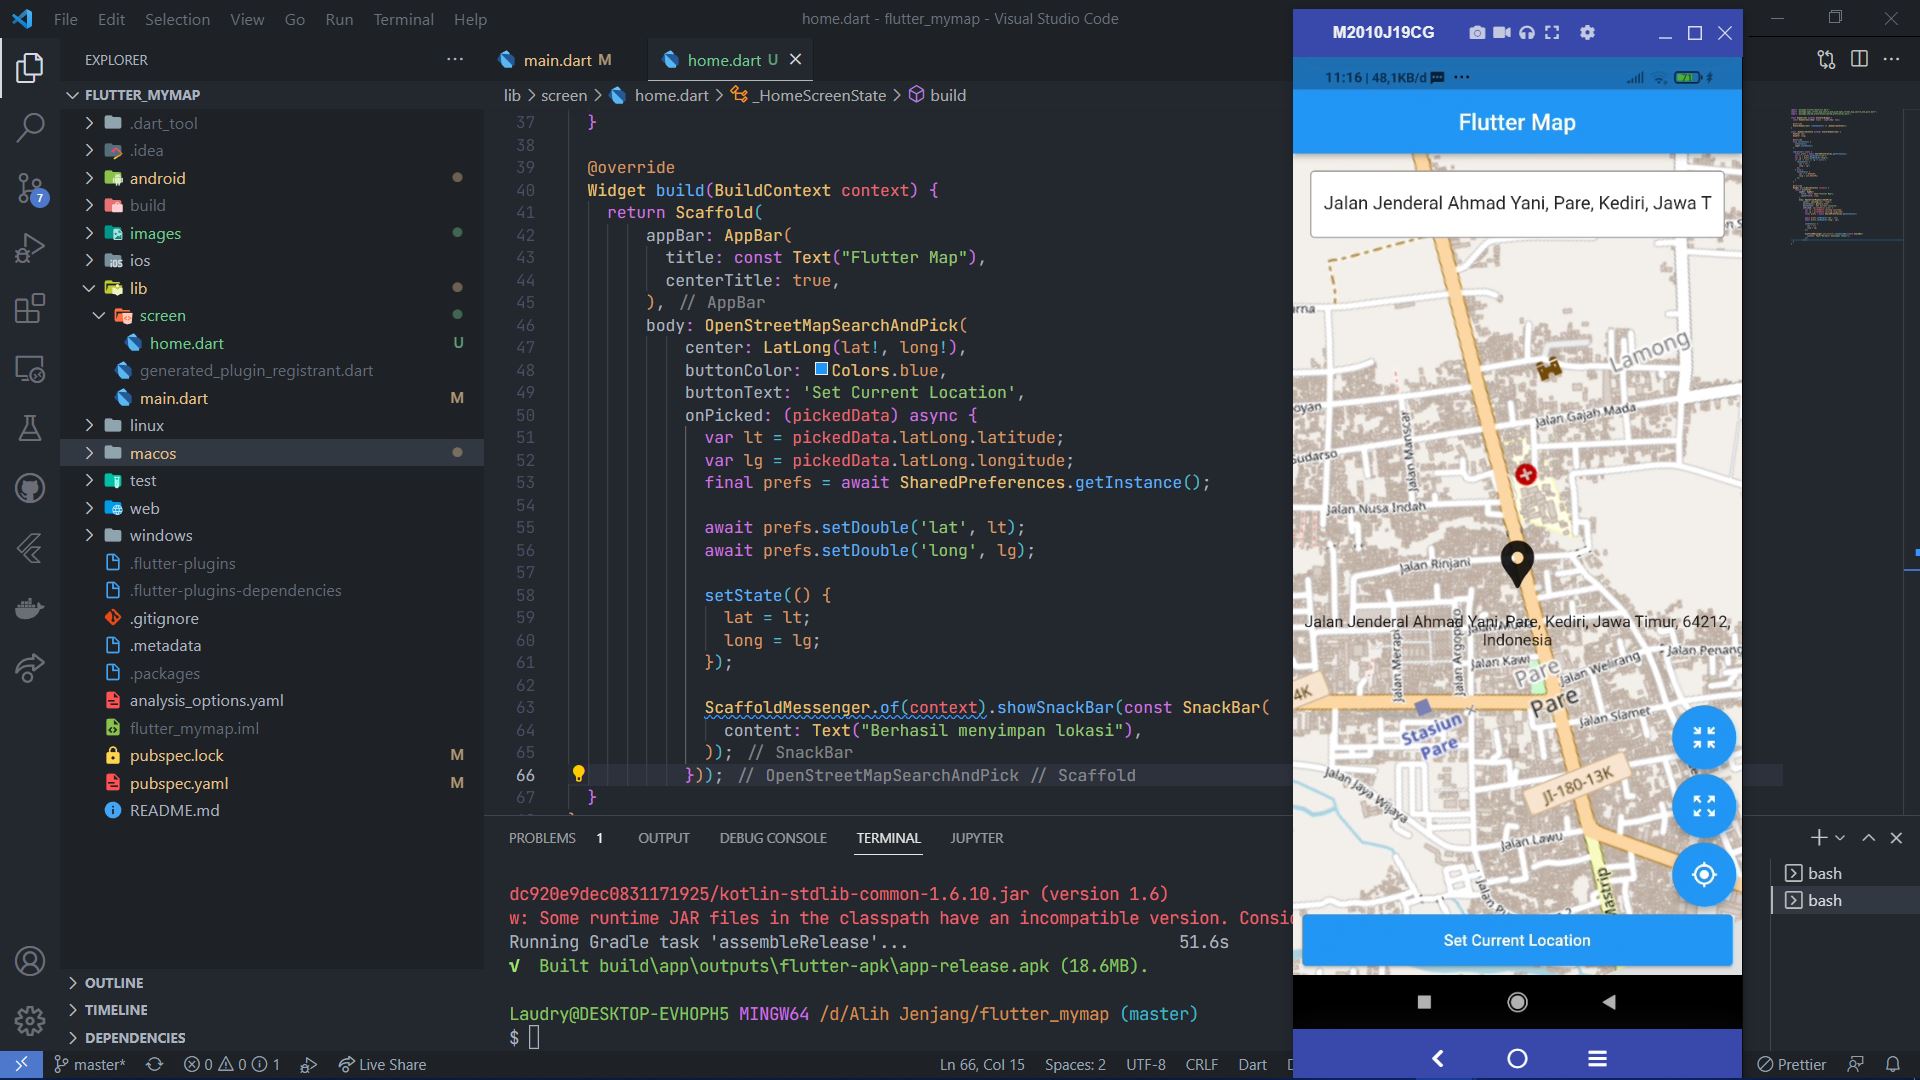 File Edit Selection View Go Run Terminal Help
home.dart - flutter_mymap - Visual Studio Code
EXPLORER
FLUTTER_MYMAP
.dart_tool
.idea
android
build
images
ios
lib
screen
home.dart U
generated_plugin_registrant.dart
main.dart M
linux
macos
test
web
windows
.flutter-plugins
.flutter-plugins-dependencies
.gitignore
.metadata
.packages
analysis_options.yaml
flutter_mymap.iml
pubspec.lock M
pubspec.yaml M
README.md
OUTLINE
TIMELINE
DEPENDENCIES
7
main.dart M
home.dart U
lib > screen > home.dart > _HomeScreenState > build
37 }
38
39 @override
40 Widget build(BuildContext context) {
41 return Scaffold(
42 appBar: AppBar(
43 title: const Text("Flutter Map"),
44 centerTitle: true,
45 ), // AppBar
46 body: OpenStreetMapSearchAndPick(
47 center: LatLong(lat!, long!),
48 buttonColor: Colors.blue,
49 buttonText: 'Set Current Location',
50 onPicked: (pickedData) async {
51 var lt = pickedData.latLong.latitude;
52 var lg = pickedData.latLong.longitude;
53 final prefs = await SharedPreferences.getInstance();
54
55 await prefs.setDouble('lat', lt);
56 await prefs.setDouble('long', lg);
57
58 setState(() {
59 lat = lt;
60 long = lg;
61 });
62
63 ScaffoldMessenger.of(context).showSnackBar(const SnackBar(
64 content: Text("Berhasil menyimpan lokasi"),
65 )); // SnackBar
66 })); // OpenStreetMapSearchAndPick // Scaffold
67 }
PROBLEMS 1 OUTPUT DEBUG CONSOLE TERMINAL JUPYTER
dc920e9dec0831171925/kotlin-stdlib-common-1.6.10.jar (version 1.6)
w: Some runtime JAR files in the classpath have an incompatible version. Consi
Running Gradle task 'assembleRelease'... 51.6s
√ Built build\app\outputs\flutter-apk\app-release.apk (18.6MB).
Laudry@DESKTOP-EVHOPH5 MINGW64 /d/Alih Jenjang/flutter_mymap (master)
$
bash
bash
master* 0 0 1 Live Share
Ln 66, Col 15 Spaces: 2 UTF-8 CRLF Dart
Prettier
M2010J19CG
11:16 | 48,1KB/d
71
Flutter Map
Jalan Jenderal Ahmad Yani, Pare, Kediri, Jawa T
arna
Lamong
oyan
Jalan Gajah Mada
Jalan Manscar
Sudarso
Jalan Nusa Indah
Jalan Rinjani
Jalan Jenderal Ahmad Yani, Pare, Kediri, Jawa Timur, 64212,
Indonesia
Jalan Merapi
Jalan Argopuro
Jalan Kawi
Jalan Welirang
Jalan Penang
Pare
Pare
4K
Stasiun
Pare
Jalan Slamet
JI-180-13K
Jalan Jaya Wijaya
Jalan Lawu
Mastrip
Set Current Location